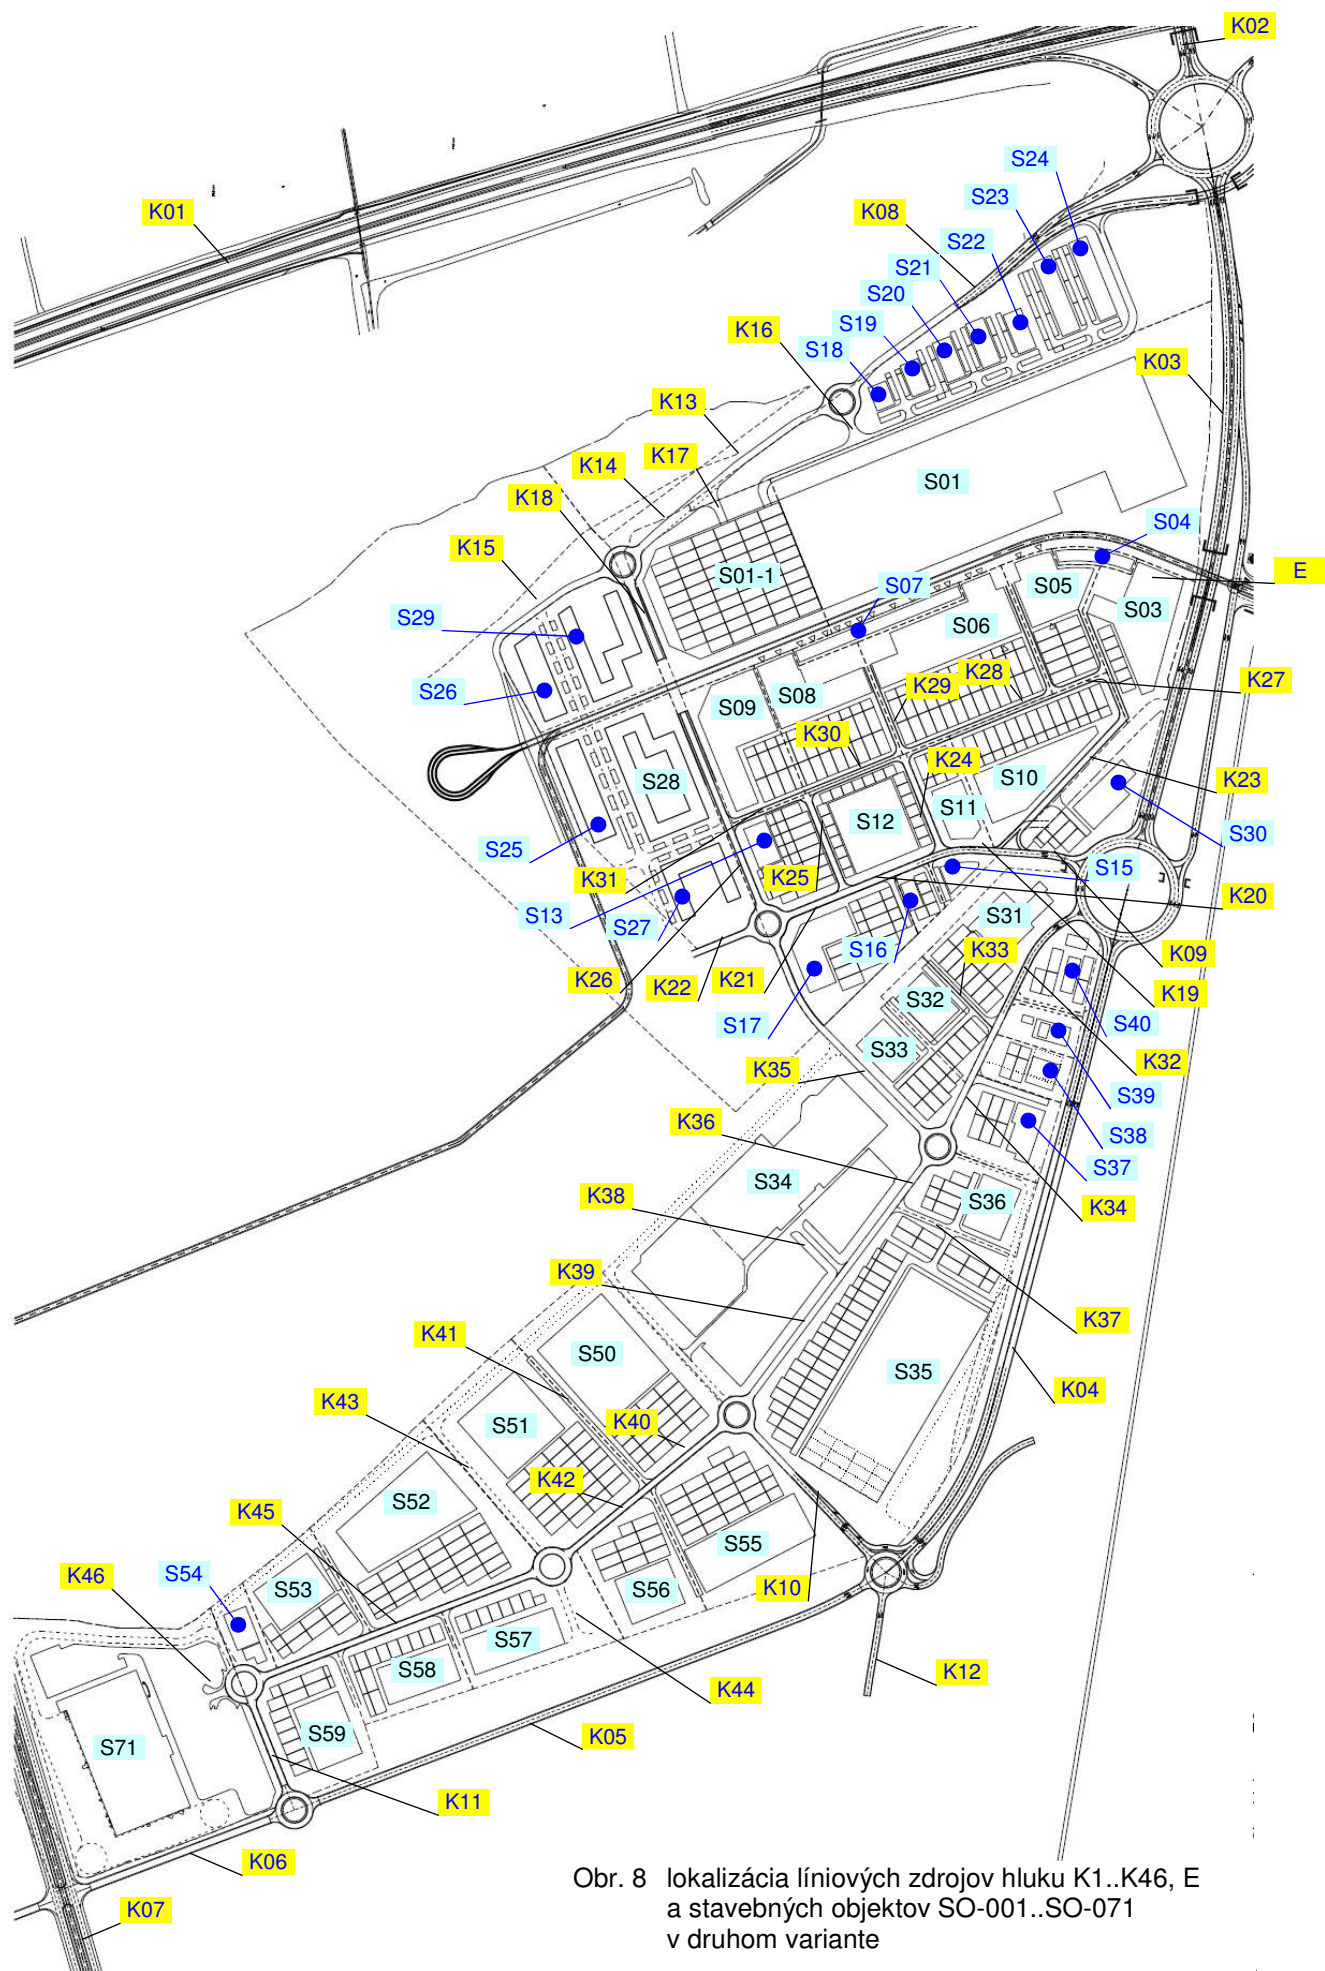 K02
S24
S23
K01
K08
S22
S21
S20
S19
K16
S18
K03
K13
K14
K17
S01
K18
S04
K15
E
S01-1
S07
S05
S03
S29
S06
K28
K27
S26
K29
S08
S09
K30
K24
S28
S10
K23
S11
S12
S30
S25
S15
K31
K25
K20
S13
S31
S27
S16
K33
K09
K26
K22
K21
K19
S32
S17
S40
S33
K35
K32
S39
K36
S38
S37
S34
K38
S36
K34
K39
K37
K41
S50
S35
K04
K43
S51
K40
K42
S52
K45
S55
K46
S54
S53
S56
K10
S57
S58
K12
K44
S59
K05
S71
K11
K06
K07
Obr. 8 lokalizácia líniových zdrojov hluku K1..K46, E
a stavebných objektov SO-001..SO-071
v druhom variante